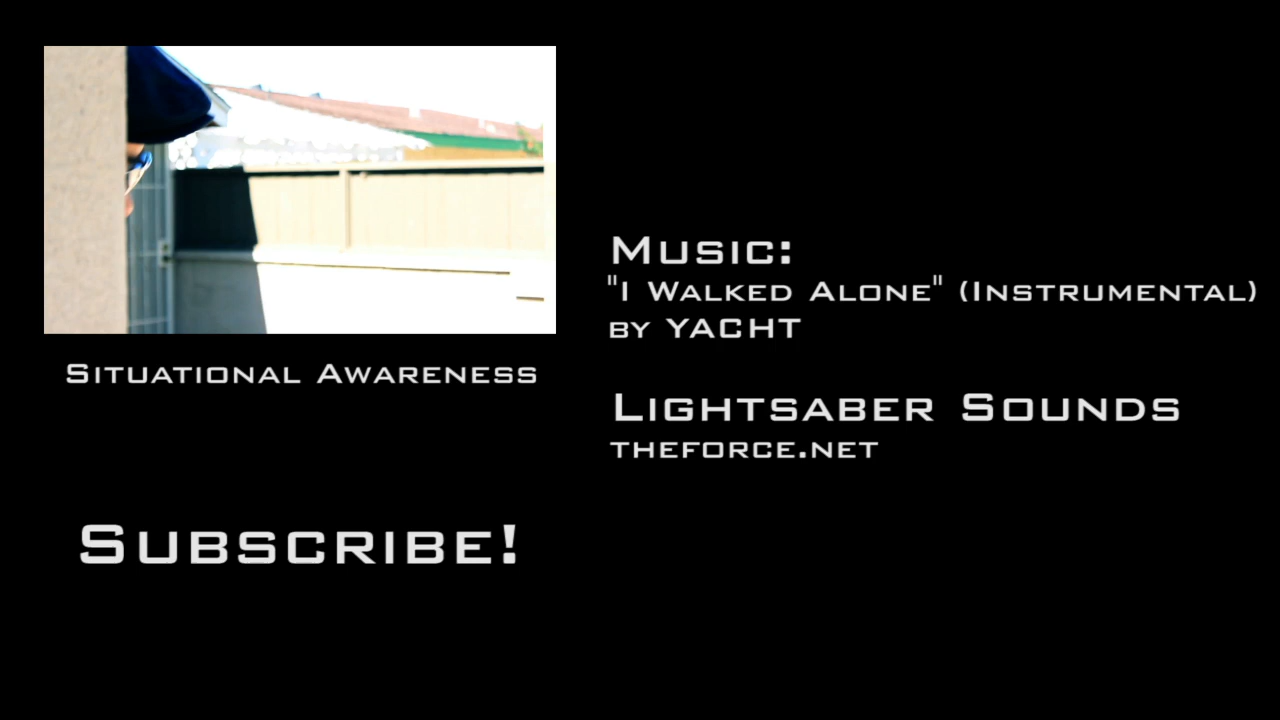 Situational Awareness
Subscribe!
Music:
"I Walked Alone" (Instrumental)
by YACHT
Lightsaber Sounds
theforce.net